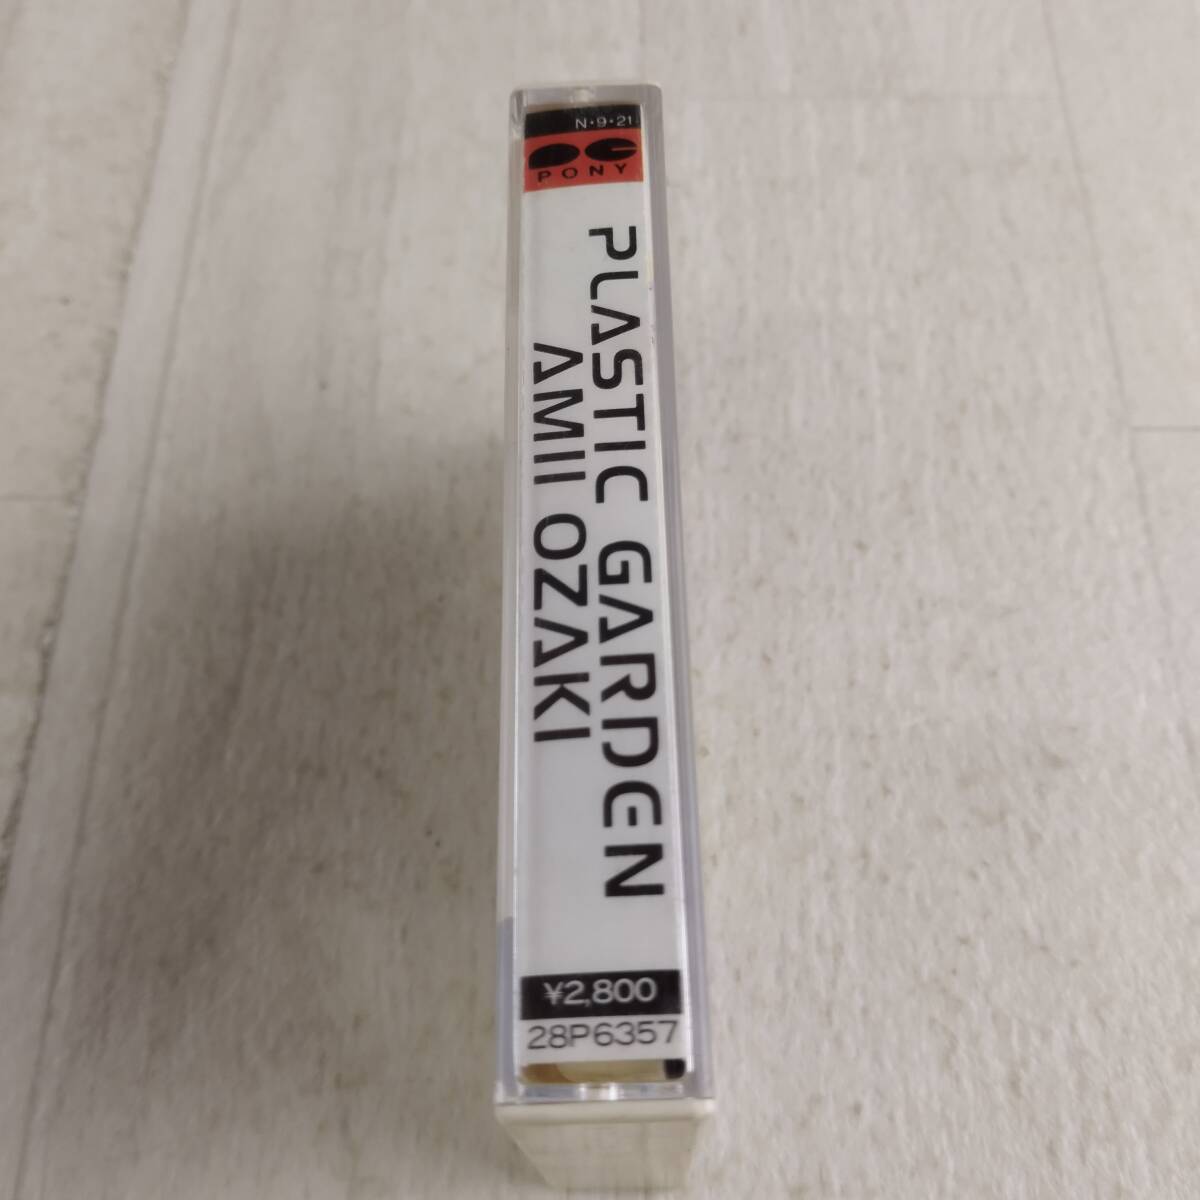 N・9・21
PONY
PLASTIC GARDEN
AMII OZAKI
¥2,800
28P6357